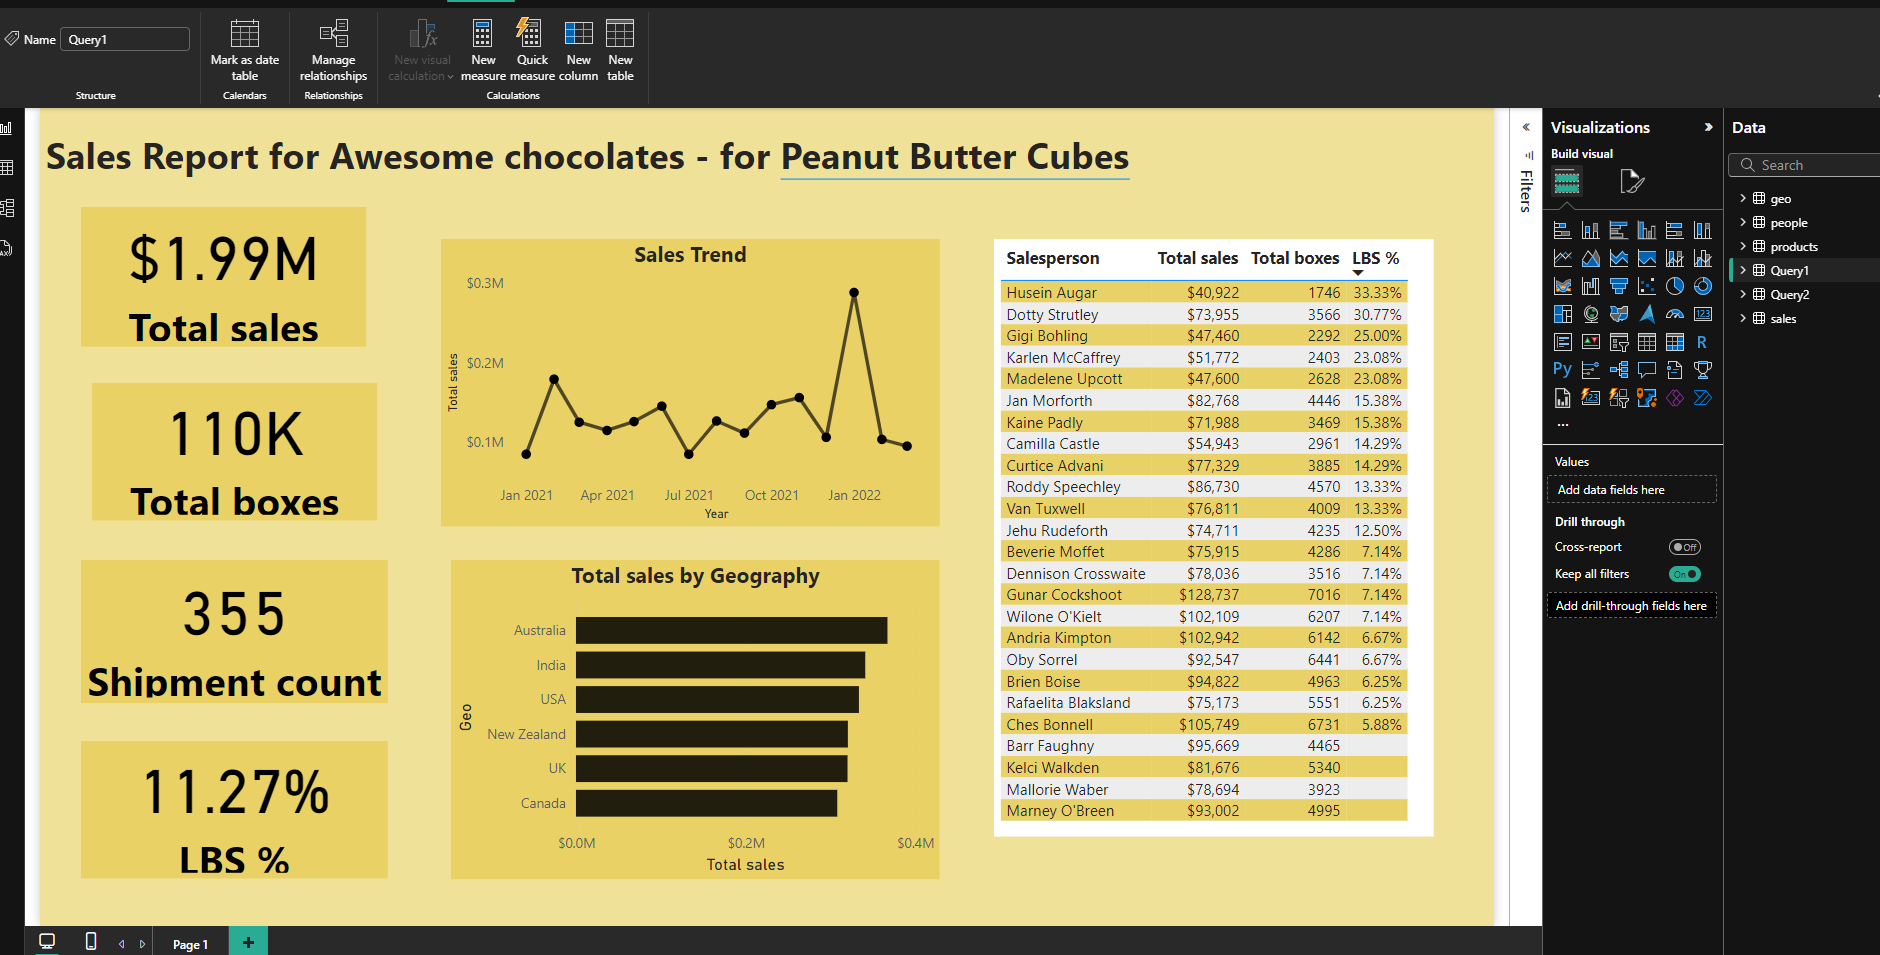 Name Query1
Mark as date
table
Manage
relationships
New visual
calculation
New
measure
Quick
measure
New
column
New
table
Structure Calendars Relationships Calculations
Sales Report for Awesome chocolates - for Peanut Butter Cubes
$1.99M
Total sales
110K
Total boxes
355
Shipment count
11.27%
LBS %
Sales Trend
Total sales
$0.3M
$0.2M
$0.1M
Jan 2021 Apr 2021 Jul 2021 Oct 2021 Jan 2022
Year
Total sales by Geography
Geo
Australia
India
USA
New Zealand
UK
Canada
$0.0M $0.2M $0.4M
Total sales
Salesperson Total sales Total boxes LBS %
Husein Augar $40,922 1746 33.33%
Dotty Strutley $73,955 3566 30.77%
Gigi Bohling $47,460 2292 25.00%
Karlen McCaffrey $51,772 2403 23.08%
Madelene Upcott $47,600 2628 23.08%
Jan Morforth $82,768 4446 15.38%
Kaine Padly $71,988 3469 15.38%
Camilla Castle $54,943 2961 14.29%
Curtice Advani $77,329 3885 14.29%
Roddy Speechley $86,730 4570 13.33%
Van Tuxwell $76,811 4009 13.33%
Jehu Rudeforth $74,711 4235 12.50%
Beverie Moffet $75,915 4286 7.14%
Dennison Crosswaite $78,036 3516 7.14%
Gunar Cockshoot $128,737 7016 7.14%
Wilone O'Kielt $102,109 6207 7.14%
Andria Kimpton $102,942 6142 6.67%
Oby Sorrel $92,547 6441 6.67%
Brien Boise $94,822 4963 6.25%
Rafaelita Blaksland $75,173 5551 6.25%
Ches Bonnell $105,749 6731 5.88%
Barr Faughny $95,669 4465
Kelci Walkden $81,676 5340
Mallorie Waber $78,694 3923
Marney O'Breen $93,002 4995
Filters
Visualizations
Build visual
123
R
Py
123
...
Values
Add data fields here
Drill through
Cross-report Off
Keep all filters On
Add drill-through fields here
Data
Search
geo
people
products
Query1
Query2
sales
Page 1